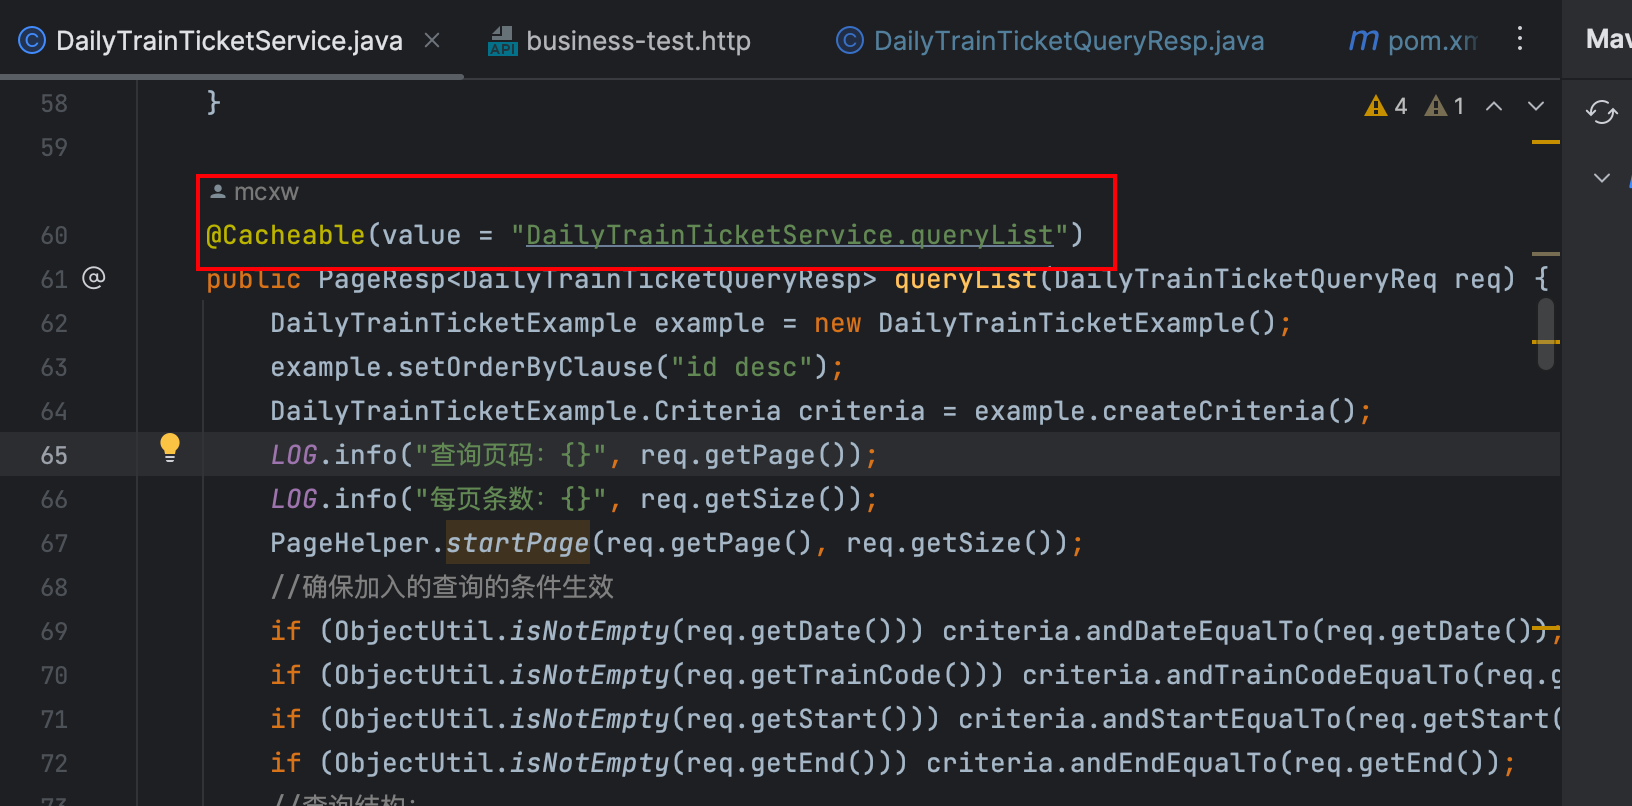 DailyTrainTicketService.java
business-test.http
DailyTrainTicketQueryResp.java
pom.xm
Mav
API
58 }
4 1
59
mcxw
60 @Cacheable(value = "DailyTrainTicketService.queryList")
61 public PageResp<DailyTrainTicketQueryResp> queryList(DailyTrainTicketQueryReq req) {
62 DailyTrainTicketExample example = new DailyTrainTicketExample();
63 example.setOrderByClause("id desc");
64 DailyTrainTicketExample.Criteria criteria = example.createCriteria();
65 LOG.info("查询页码：{}", req.getPage());
66 LOG.info("每页条数：{}", req.getSize());
67 PageHelper.startPage(req.getPage(), req.getSize());
68 //确保加入的查询的条件生效
69 if (ObjectUtil.isNotEmpty(req.getDate())) criteria.andDateEqualTo(req.getDate());
70 if (ObjectUtil.isNotEmpty(req.getTrainCode())) criteria.andTrainCodeEqualTo(req.g
71 if (ObjectUtil.isNotEmpty(req.getStart())) criteria.andStartEqualTo(req.getStart(
72 if (ObjectUtil.isNotEmpty(req.getEnd())) criteria.andEndEqualTo(req.getEnd());
73 //查询结构：